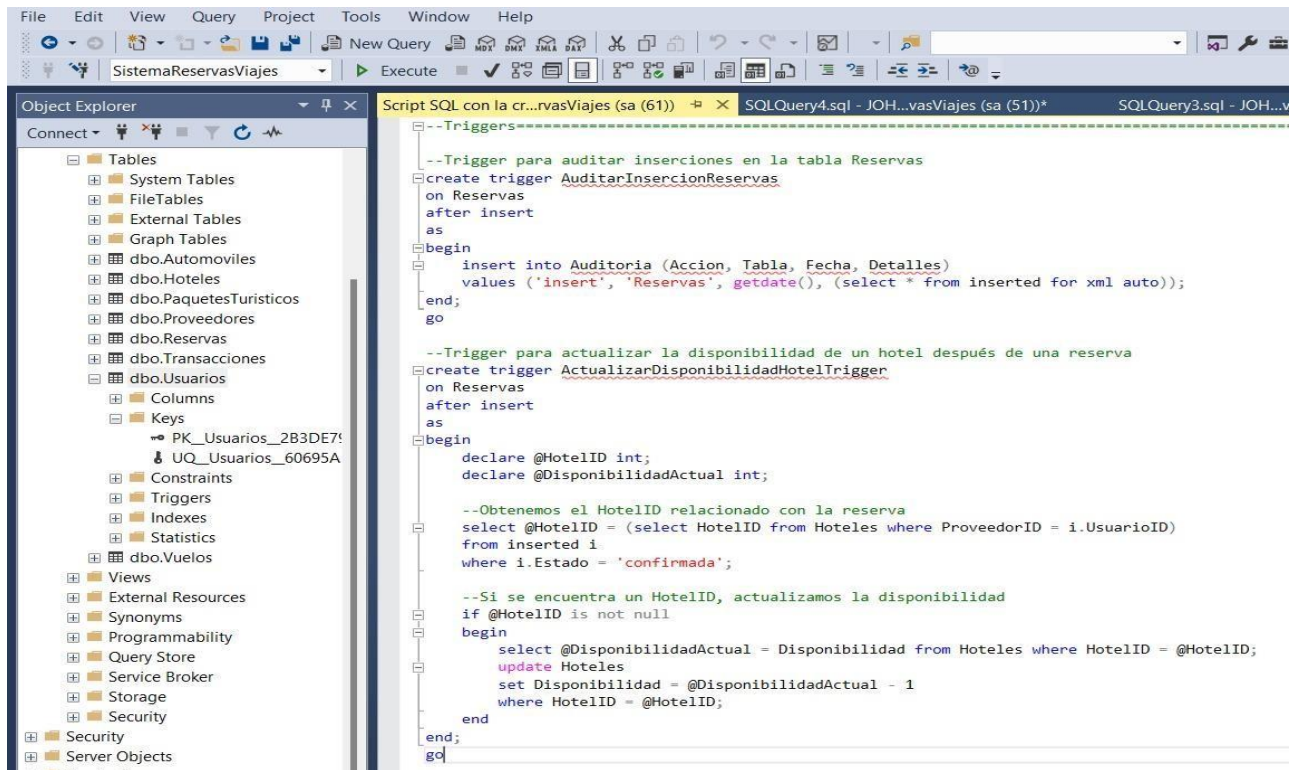 File Edit View Query Project Tools Window Help
New Query MDX DMX XMLA DAX
SistemaReservasViajes Execute
Object Explorer
Script SQL con la cr...rvasViajes (sa (61)) SQLQuery4.sql - JOH...vasViajes (sa (51))* SQLQuery3.sql - JOH...v
Connect
Tables
System Tables
FileTables
External Tables
Graph Tables
dbo.Automoviles
dbo.Hoteles
dbo.PaquetesTuristicos
dbo.Proveedores
dbo.Reservas
dbo.Transacciones
dbo.Usuarios
Columns
Keys
PK__Usuarios__2B3DE79
UQ__Usuarios__60695A
Constraints
Triggers
Indexes
Statistics
dbo.Vuelos
Views
External Resources
Synonyms
Programmability
Query Store
Service Broker
Storage
Security
Security
Server Objects
--Triggers==================================================
--Trigger para auditar inserciones en la tabla Reservas
create trigger AuditarInsercionReservas
on Reservas
after insert
as
begin
insert into Auditoria (Accion, Tabla, Fecha, Detalles)
values ('insert', 'Reservas', getdate(), (select * from inserted for xml auto));
end;
go
--Trigger para actualizar la disponibilidad de un hotel después de una reserva
create trigger ActualizarDisponibilidadHotelTrigger
on Reservas
after insert
as
begin
declare @HotelID int;
declare @DisponibilidadActual int;
--Obtenemos el HotelID relacionado con la reserva
select @HotelID = (select HotelID from Hoteles where ProveedorID = i.UsuarioID)
from inserted i
where i.Estado = 'confirmada';
--Si se encuentra un HotelID, actualizamos la disponibilidad
if @HotelID is not null
begin
select @DisponibilidadActual = Disponibilidad from Hoteles where HotelID = @HotelID;
update Hoteles
set Disponibilidad = @DisponibilidadActual - 1
where HotelID = @HotelID;
end
end;
go